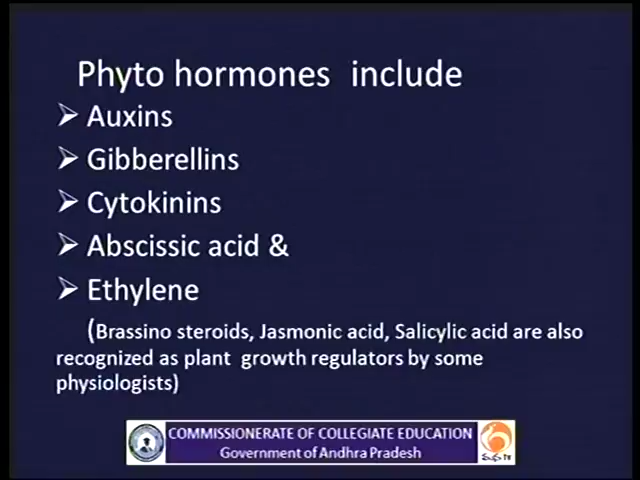 Phyto hormones include
➢ Auxins
➢ Gibberellins
➢ Cytokinins
➢ Abscissic acid &
➢ Ethylene
(Brassino steroids, Jasmonic acid, Salicylic acid are also
recognized as plant growth regulators by some
physiologists)
COMMISSIONERATE OF COLLEGIATE EDUCATION
Government of Andhra Pradesh